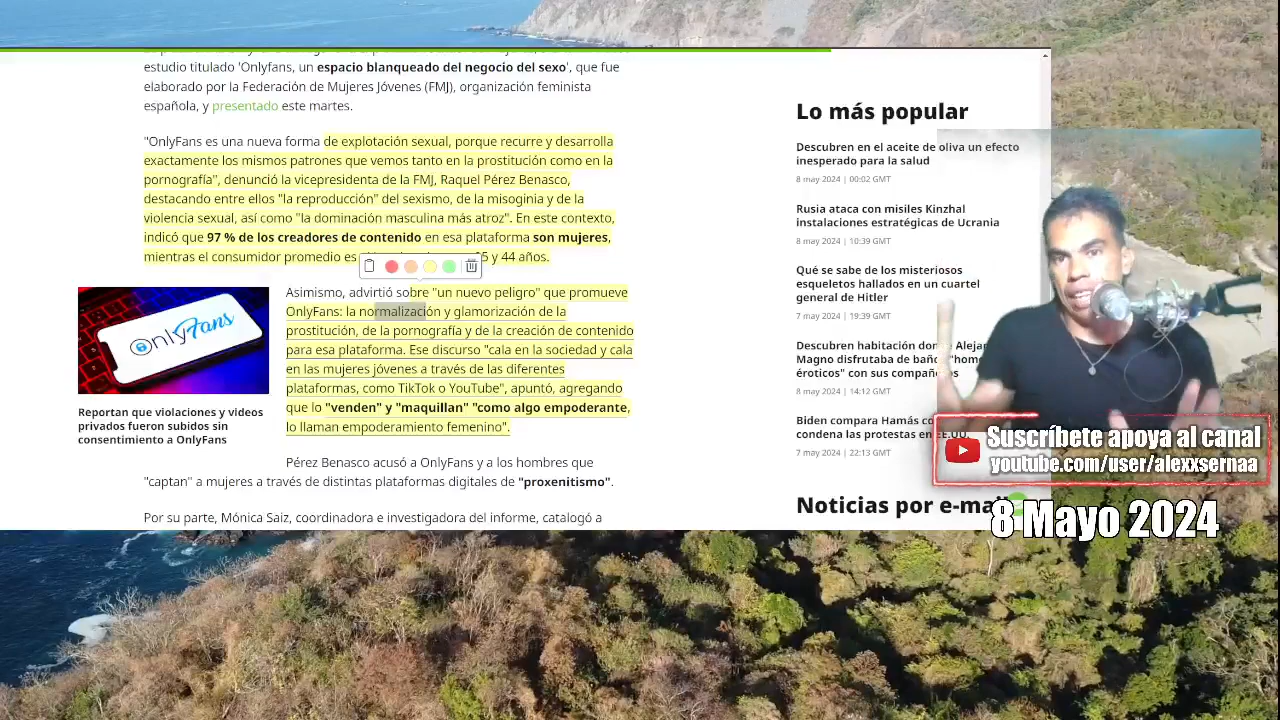 estudio titulado 'Onlyfans, un espacio blanqueado del negocio del sexo', que fue
elaborado por la Federación de Mujeres Jóvenes (FMJ), organización feminista
española, y presentado este martes.
"OnlyFans es una nueva forma de explotación sexual, porque recurre y desarrolla
exactamente los mismos patrones que vemos tanto en la prostitución como en la
pornografía", denunció la vicepresidenta de la FMJ, Raquel Pérez Benasco,
destacando entre ellos "la reproducción" del sexismo, de la misoginia y de la
violencia sexual, así como "la dominación masculina más atroz". En este contexto,
indicó que 97 % de los creadores de contenido en esa plataforma son mujeres,
mientras el consumidor promedio es 5 y 44 años.
Asimismo, advirtió sobre "un nuevo peligro" que promueve
OnlyFans: la normalización y glamorización de la
prostitución, de la pornografía y de la creación de contenido
para esa plataforma. Ese discurso "cala en la sociedad y cala
en las mujeres jóvenes a través de las diferentes
plataformas, como TikTok o YouTube", apuntó, agregando
que lo "venden" y "maquillan" "como algo empoderante,
lo llaman empoderamiento femenino".
OnlyFans
Reportan que violaciones y videos
privados fueron subidos sin
consentimiento a OnlyFans
Pérez Benasco acusó a OnlyFans y a los hombres que
"captan" a mujeres a través de distintas plataformas digitales de "proxenitismo".
Por su parte, Mónica Saiz, coordinadora e investigadora del informe, catalogó a
Lo más popular
Descubren en el aceite de oliva un efecto
inesperado para la salud
8 may 2024 | 00:02 GMT
Rusia ataca con misiles Kinzhal
instalaciones estratégicas de Ucrania
8 may 2024 | 10:39 GMT
Qué se sabe de los misteriosos
esqueletos hallados en un cuartel
general de Hitler
7 may 2024 | 19:39 GMT
Descubren habitación donde Alejan
Magno disfrutaba de baños "home
éroticos" con sus compañe
8 may 2024 | 14:12 GMT
Biden compara Hamás co
condena las protestas en EE.UU.
7 may 2024 | 22:13 GMT
Noticias por e-mail
Suscríbete apoya al canal
youtube.com/user/alexxsernaa
8 Mayo 2024